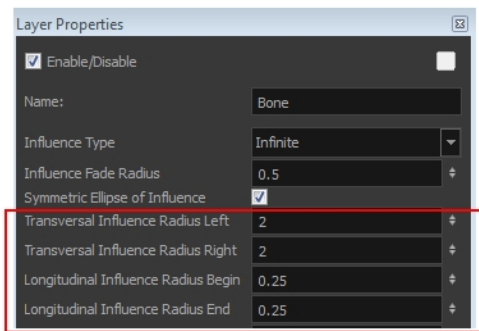 Layer Properties
Enable/Disable
Name: Bone
Influence Type Infinite
Influence Fade Radius 0.5
Symmetric Ellipse of Influence
Transversal Influence Radius Left 2
Transversal Influence Radius Right 2
Longitudinal Influence Radius Begin 0.25
Longitudinal Influence Radius End 0.25